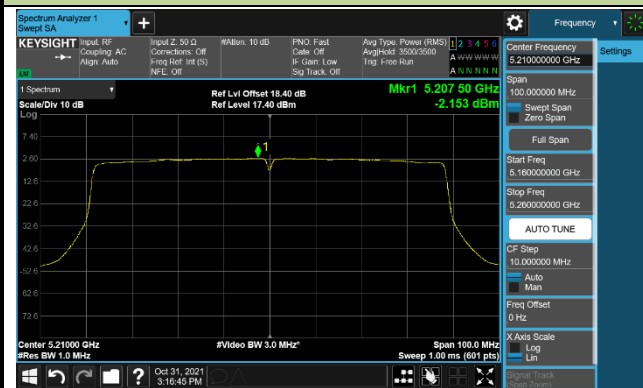 Spectrum Analyzer 1
Swept SA
+
Frequency
KEYSIGHT
Input: RF
Coupling: AC
Align: Auto
Input Z: 50 Ω
Corrections: Off
Freq Ref: Int (S)
NFE: Off
#Atten: 10 dB
PNO: Fast
Gate: Off
IF Gain: Low
Sig Track: Off
Avg Type: Power (RMS)
Avg|Hold: 3500/3500
Trig: Free Run
1 2 3 4 5 6
A W W W W W
A N N N N N
LXI
1 Spectrum
Scale/Div 10 dB
Log
Ref Lvl Offset 18.40 dB
Ref Level 17.40 dBm
Mkr1 5.207 50 GHz
-2.153 dBm
1
7.40
-2.60
-12.6
-22.6
-32.6
-42.6
-52.6
-62.6
-72.6
Center 5.21000 GHz
#Res BW 1.0 MHz
#Video BW 3.0 MHz*
Span 100.0 MHz
Sweep 1.00 ms (601 pts)
?
Oct 31, 2021
3:16:45 PM
Center Frequency
5.210000000 GHz
Settings
Span
100.000000 MHz
Swept Span
Zero Span
Full Span
Start Freq
5.160000000 GHz
Stop Freq
5.260000000 GHz
AUTO TUNE
CF Step
10.000000 MHz
Auto
Man
Freq Offset
0 Hz
X Axis Scale
Log
Lin
Signal Track
(Span Zoom)